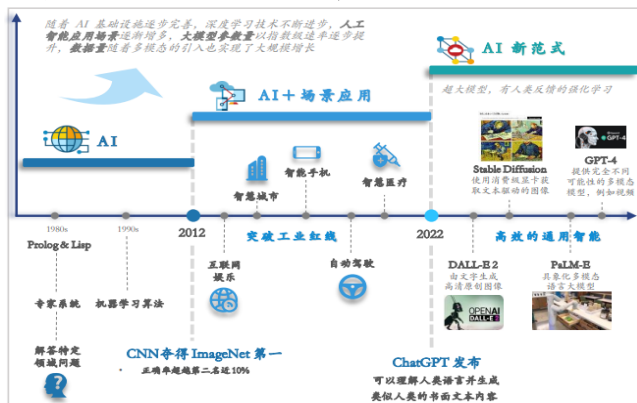 随着 AI 基础设施逐步完善，深度学习技术不断进步，人工
智能应用场景逐渐增多，大模型参数量以指数级速率逐步提
升，数据量随着多模态的引入也实现了大规模增长
AI 新范式
超大模型，有人类反馈的强化学习
AI＋场景应用
AI
智慧城市
智能手机
智慧医疗
Stable Diffusion
使用消费级显卡获
取文本驱动的图像
GPT-4
GPT-4
提供完全不同
可能性的多模态
模型，例如视频
1980s
1990s
2012
突破工业红线
2022
高效的通用智能
Prolog & Lisp
专家系统
机器学习算法
解答特定
领域问题
互联网
娱乐
自动驾驶
DALL-E 2
由文字生成
高清原创图像
OPENAI
DALL-E 2
PaLM-E
具象化多模态
语言大模型
CNN夺得 ImageNet 第一
• 正确率超越第二名近10%
ChatGPT 发布
可以理解人类语言并生成
类似人类的书面文本内容